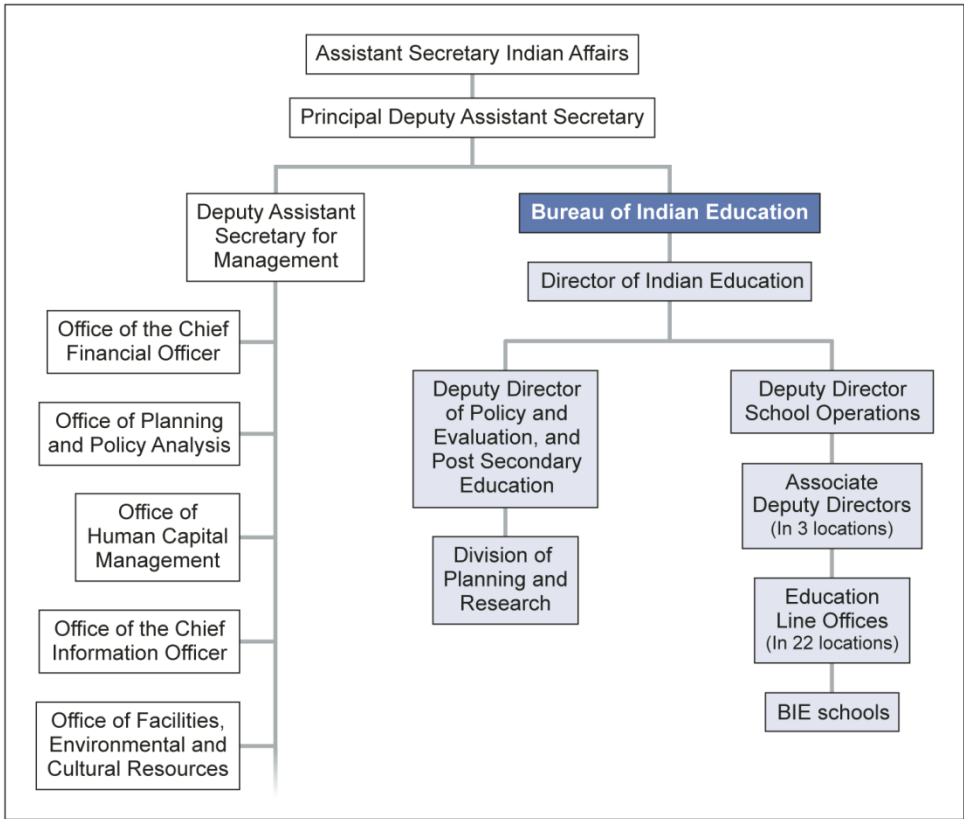 Assistant Secretary Indian Affairs
Principal Deputy Assistant Secretary
Deputy Assistant
Secretary for
Management
Office of the Chief
Financial Officer
Office of Planning
and Policy Analysis
Office of
Human Capital
Management
Office of the Chief
Information Officer
Office of Facilities,
Environmental and
Cultural Resources
Bureau of Indian Education
Director of Indian Education
Deputy Director
of Policy and
Evaluation, and
Post Secondary
Education
Division of
Planning and
Research
Deputy Director
School Operations
Associate
Deputy Directors
(In 3 locations)
Education
Line Offices
(In 22 locations)
BIE schools